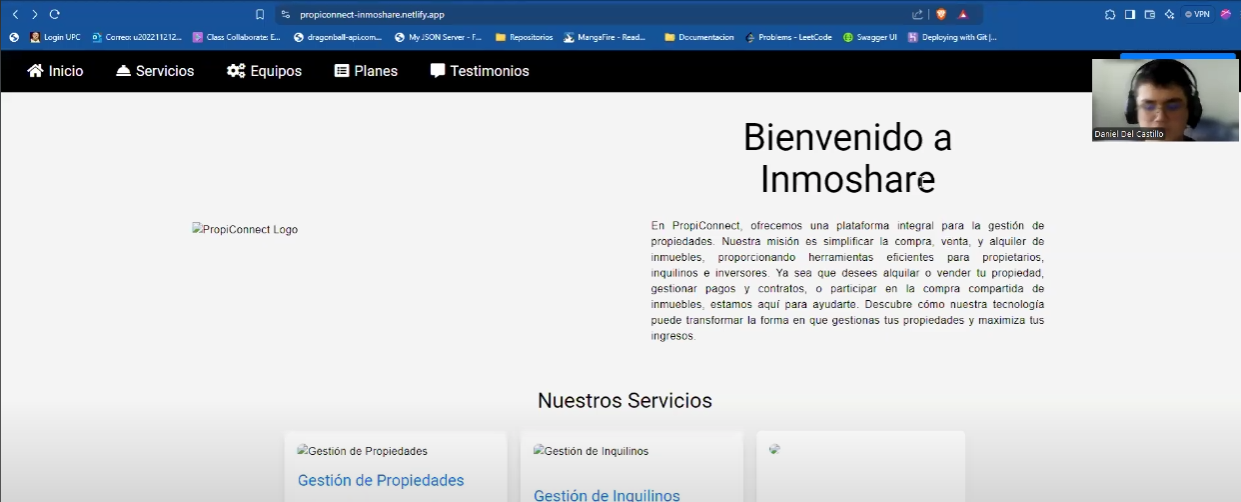 propiconnect-inmoshare.netlify.app
VPN
Login UPC
Correo: u202211212...
Class Collaborate: E...
dragonball-api.com...
My JSON Server - F...
Repositorios
MangaFire - Read...
Documentacion
Problems - LeetCode
Swagger UI
Deploying with Git |...
Inicio
Servicios
Equipos
Planes
Testimonios
Daniel Del Castillo
Bienvenido a
Inmoshare
PropiConnect Logo
En PropiConnect, ofrecemos una plataforma integral para la gestión de
propiedades. Nuestra misión es simplificar la compra, venta, y alquiler de
inmuebles, proporcionando herramientas eficientes para propietarios,
inquilinos e inversores. Ya sea que desees alquilar o vender tu propiedad,
gestionar pagos y contratos, o participar en la compra compartida de
inmuebles, estamos aquí para ayudarte. Descubre cómo nuestra tecnología
puede transformar la forma en que gestionas tus propiedades y maximiza tus
ingresos.
Nuestros Servicios
Gestión de Propiedades
Gestión de Propiedades
Gestión de Inquilinos
Gestión de Inquilinos